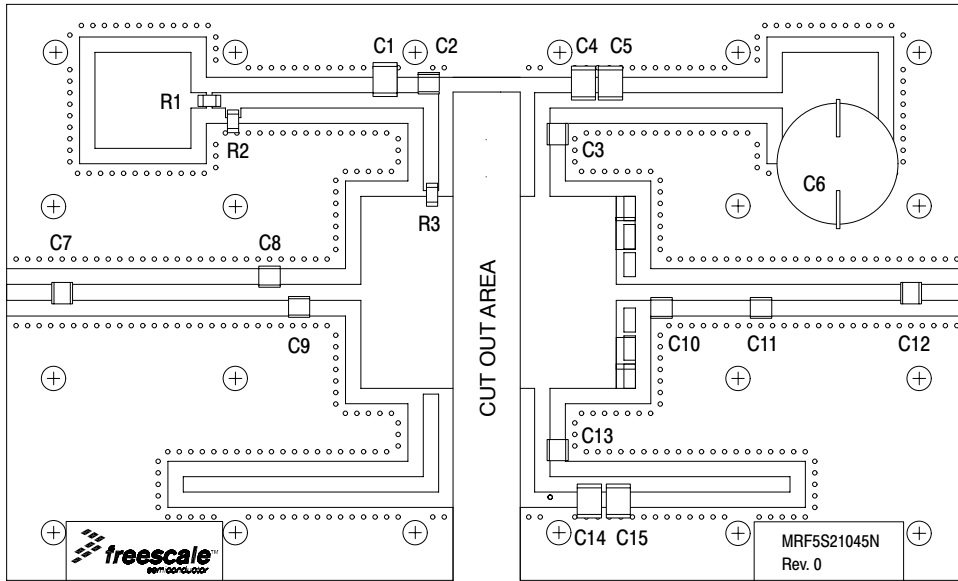 C1
C2
C4
C5
R1
R2
C3
C6
R3
C7
C8
C9
CUT OUT AREA
C10
C11
C12
C13
C14
C15
freescale™
semiconductor
MRF5S21045N
Rev. 0